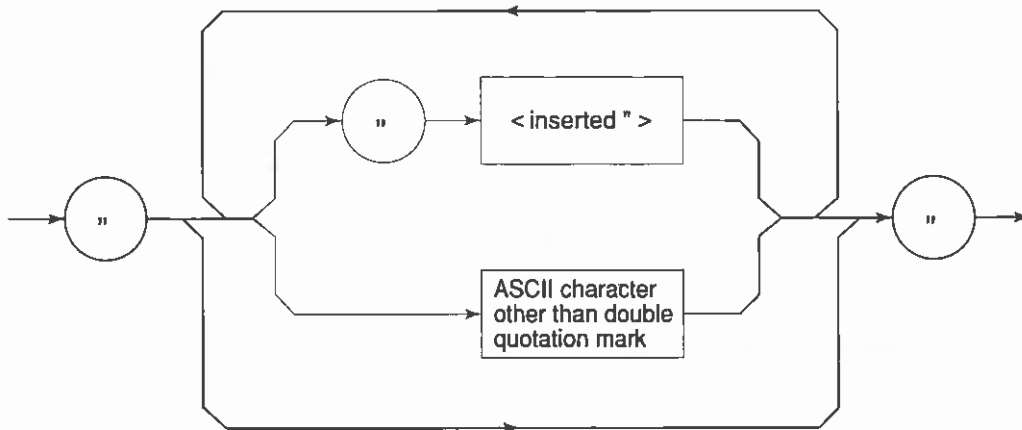 "
< inserted " >
"
"
ASCII character
other than double
quotation mark